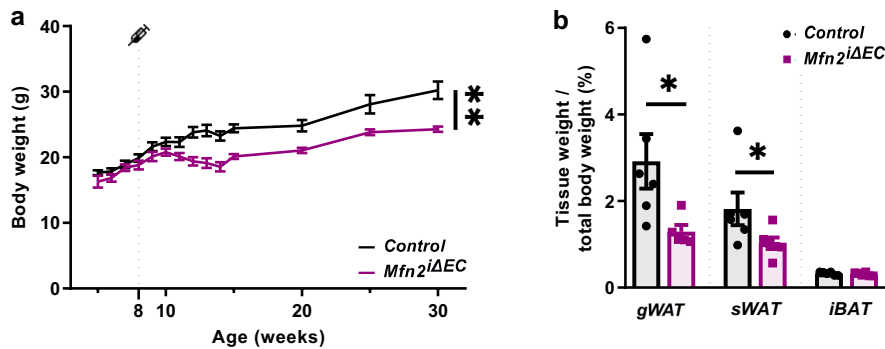 a
Body weight (g)
40
30
20
10
0
8
10
20
30
Age (weeks)
Control
Mfn2iΔEC
**
b
Tissue weight /
total body weight (%)
6
4
2
0
Control
Mfn2iΔEC
*
*
gWAT
sWAT
iBAT